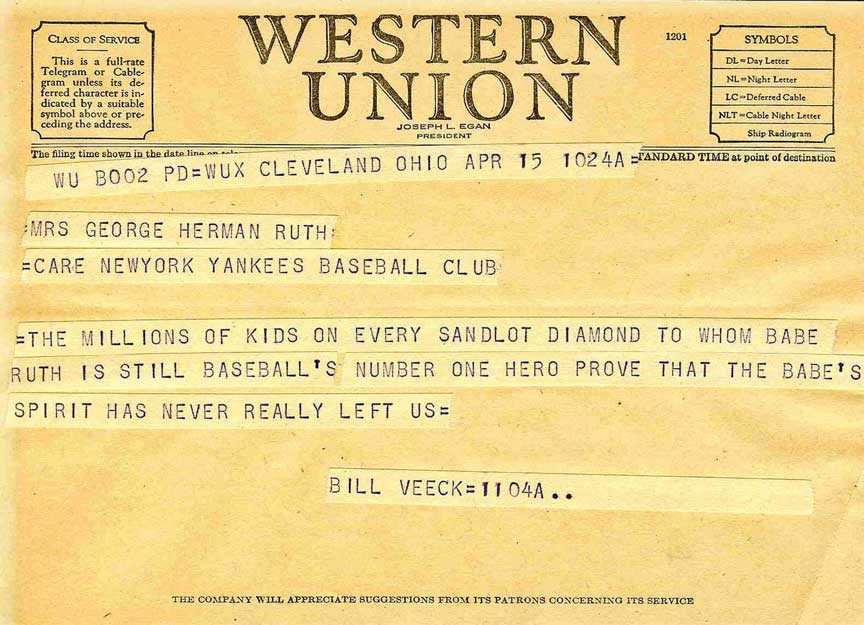 CLASS OF SERVICE
This is a full-rate
Telegram or Cable-
gram unless its de-
ferred character is in-
dicated by a suitable
symbol above or pre-
ceding the address.
WESTERN
UNION
JOSEPH L. EGAN
PRESIDENT
1201
SYMBOLS
DL=Day Letter
NL=Night Letter
LC=Deferred Cable
NLT=Cable Night Letter
Ship Radiogram
The filing time shown in the date line on
TANDARD TIME at point of destination
WU B002 PD=WUX CLEVELAND OHIO APR 15 1024A=
:MRS GEORGE HERMAN RUTH:
=CARE NEWYORK YANKEES BASEBALL CLUB
=THE MILLIONS OF KIDS ON EVERY SANDLOT DIAMOND TO WHOM BABE
RUTH IS STILL BASEBALL'S NUMBER ONE HERO PROVE THAT THE BABE'S
SPIRIT HAS NEVER REALLY LEFT US=
BILL VEECK=1104A..
THE COMPANY WILL APPRECIATE SUGGESTIONS FROM ITS PATRONS CONCERNING ITS SERVICE